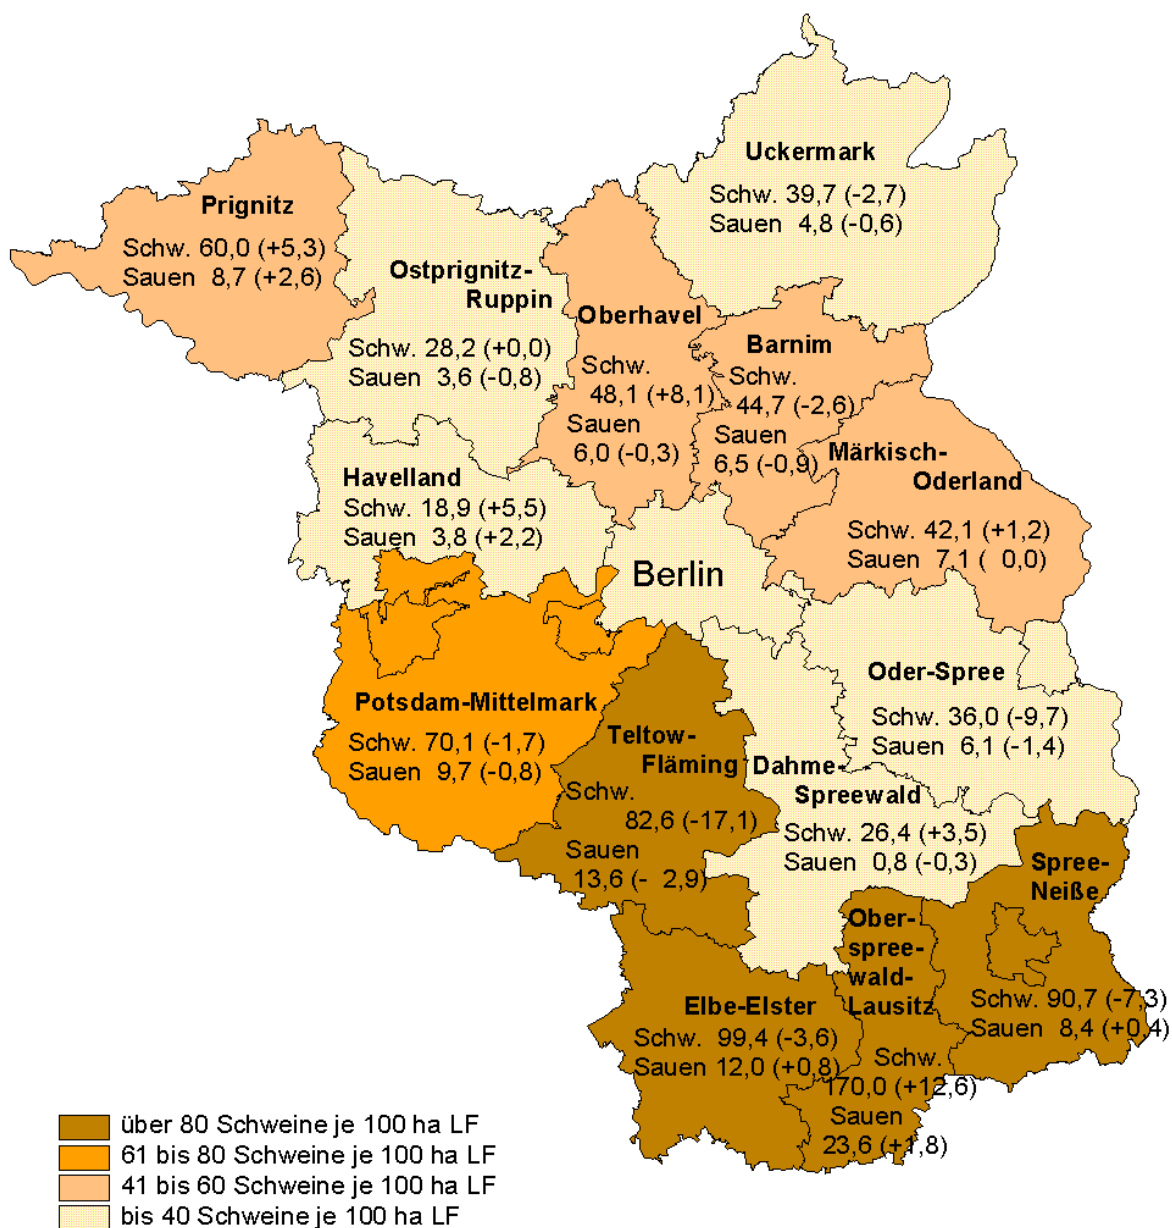 Uckermark
Schw. 39,7 (-2,7)
Sauen 4,8 (-0,6)
Prignitz
Schw. 60,0 (+5,3)
Sauen 8,7 (+2,6)
Ostprignitz-
Ruppin
Schw. 28,2 (+0,0)
Sauen 3,6 (-0,8)
Oberhavel
Schw.
48,1 (+8,1)
Sauen
6,0 (-0,3)
Barnim
Schw.
44,7 (-2,6)
Sauen
6,5 (-0,9)
Märkisch-
Oderland
Schw. 42,1 (+1,2)
Sauen 7,1 ( 0,0)
Havelland
Schw. 18,9 (+5,5)
Sauen 3,8 (+2,2)
Berlin
Oder-Spree
Schw. 36,0 (-9,7)
Sauen 6,1 (-1,4)
Potsdam-Mittelmark
Schw. 70,1 (-1,7)
Sauen 9,7 (-0,8)
Teltow-
Fläming
Schw.
82,6 (-17,1)
Sauen
13,6 (- 2,9)
Dahme-
Spreewald
Schw. 26,4 (+3,5)
Sauen 0,8 (-0,3)
Spree-
Neiße
Schw. 90,7 (-7,3)
Sauen 8,4 (+0,4)
Ober-
spree-
wald-
Lausitz
Schw.
170,0 (+12,6)
Sauen
23,6 (+1,8)
Elbe-Elster
Schw. 99,4 (-3,6)
Sauen 12,0 (+0,8)
über 80 Schweine je 100 ha LF
61 bis 80 Schweine je 100 ha LF
41 bis 60 Schweine je 100 ha LF
bis 40 Schweine je 100 ha LF